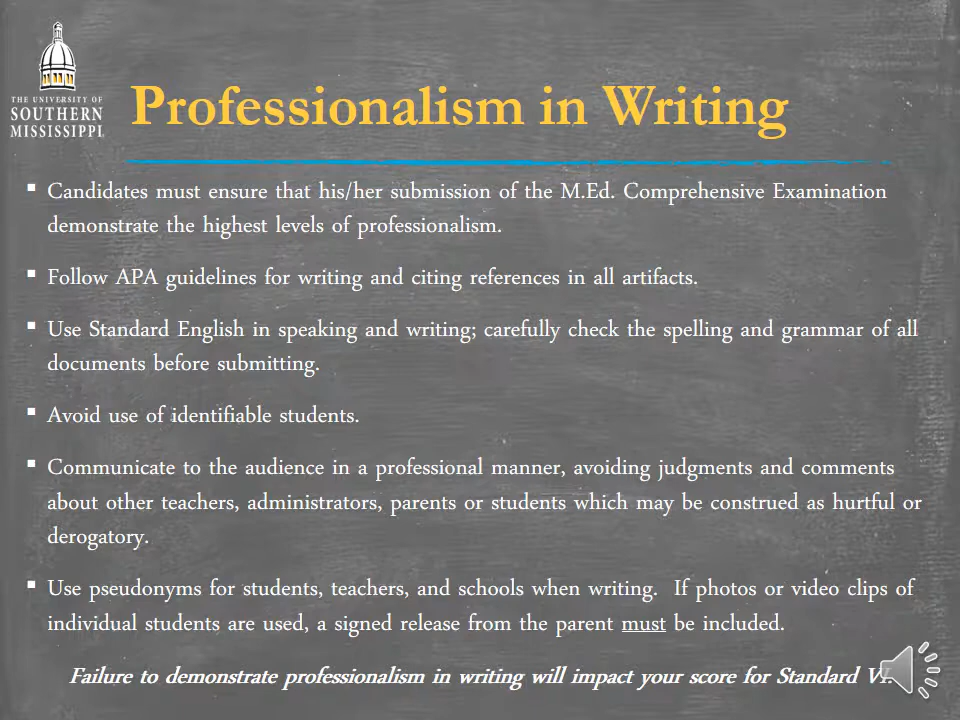 THE UNIVERSITY OF
SOUTHERN
MISSISSIPPI
Professionalism in Writing
▪ Candidates must ensure that his/her submission of the M.Ed. Comprehensive Examination
demonstrate the highest levels of professionalism.
▪ Follow APA guidelines for writing and citing references in all artifacts.
▪ Use Standard English in speaking and writing; carefully check the spelling and grammar of all
documents before submitting.
▪ Avoid use of identifiable students.
▪ Communicate to the audience in a professional manner, avoiding judgments and comments
about other teachers, administrators, parents or students which may be construed as hurtful or
derogatory.
▪ Use pseudonyms for students, teachers, and schools when writing.  If photos or video clips of
individual students are used, a signed release from the parent must be included.
Failure to demonstrate professionalism in writing will impact your score for Standard VI.